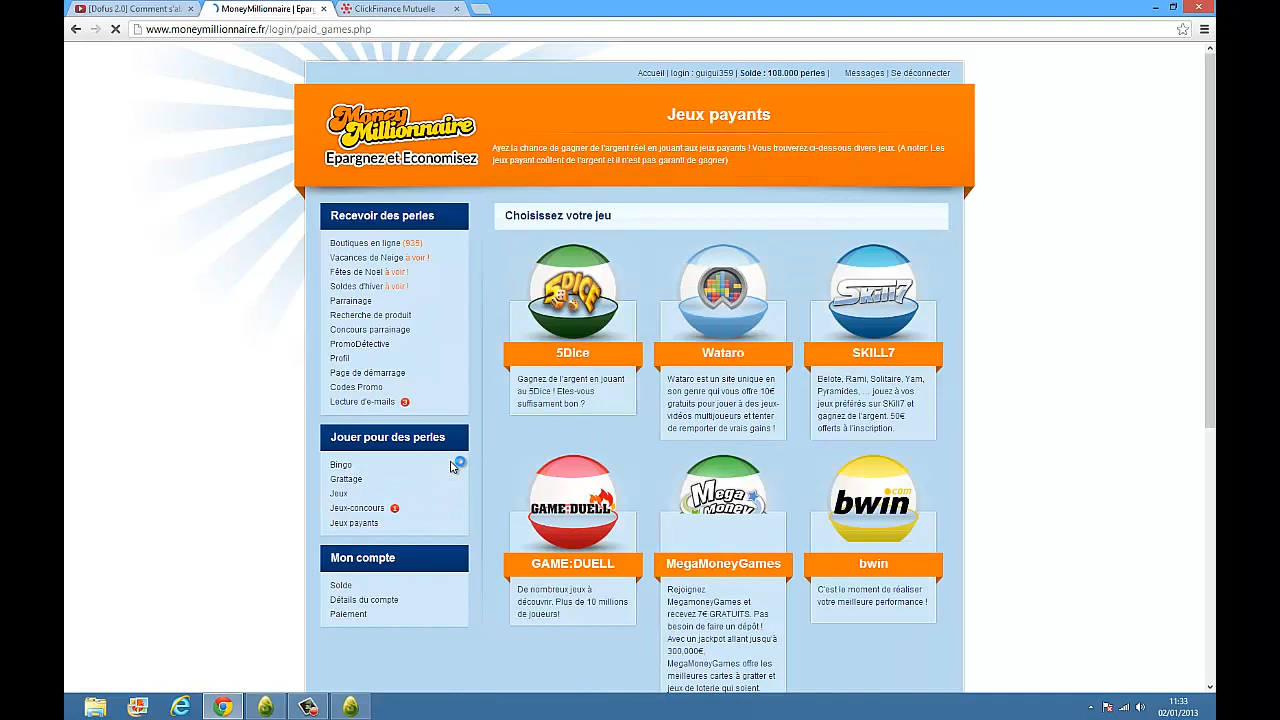 [Dofus 2.0] Comment s'al
MoneyMillionnaire | Eparg
ClickFinance Mutuelle
www.moneymillionnaire.fr/login/paid_games.php
Accueil | login : guigui359 | Solde : 108.000 perles | Messages | Se déconnecter
Money
Millionnaire
Epargnez et Economisez
Jeux payants
Ayez la chance de gagner de l'argent réel en jouant aux jeux payants ! Vous trouverez ci-dessous divers jeux. (A noter: Les
jeux payant coûtent de l'argent et il n'est pas garanti de gagner)
Recevoir des perles
Boutiques en ligne (935)
Vacances de Neige à voir !
Fêtes de Noël à voir !
Soldes d'hiver à voir !
Parrainage
Recherche de produit
Concours parrainage
PromoDétective
Profil
Page de démarrage
Codes Promo
Lecture d'e-mails 3
Jouer pour des perles
Bingo
Grattage
Jeux
Jeux-concours 1
Jeux payants
Mon compte
Solde
Détails du compte
Paiement
Choisissez votre jeu
5DICE
5Dice
Gagnez de l'argent en jouant
au 5Dice ! Etes-vous
suffisament bon ?
Wataro
Wataro est un site unique en
son genre qui vous offre 10€
gratuits pour jouer à des jeux-
vidéos multijoueurs et tenter
de remporter de vrais gains !
SKILL7
SKILL7
Belote, Rami, Solitaire, Yam,
Pyramides, ... jouez à vos
jeux préférés sur SKill7 et
gagnez de l'argent. 50€
offerts à l'inscription.
GAME:DUELL
GAME:DUELL
De nombreux jeux à
découvrir. Plus de 10 millions
de joueurs!
Mega
Money
MegaMoneyGames
Rejoignez
MegamoneyGames et
recevez 7€ GRATUITS. Pas
besoin de faire un dépôt !
Avec un jackpot allant jusqu'à
300,000€,
MegaMoneyGames offre les
meilleures cartes à gratter et
jeux de loterie qui soient.
bwin.com
bwin
C'est le moment de réaliser
votre meilleure performance !
11:33
02/01/2013